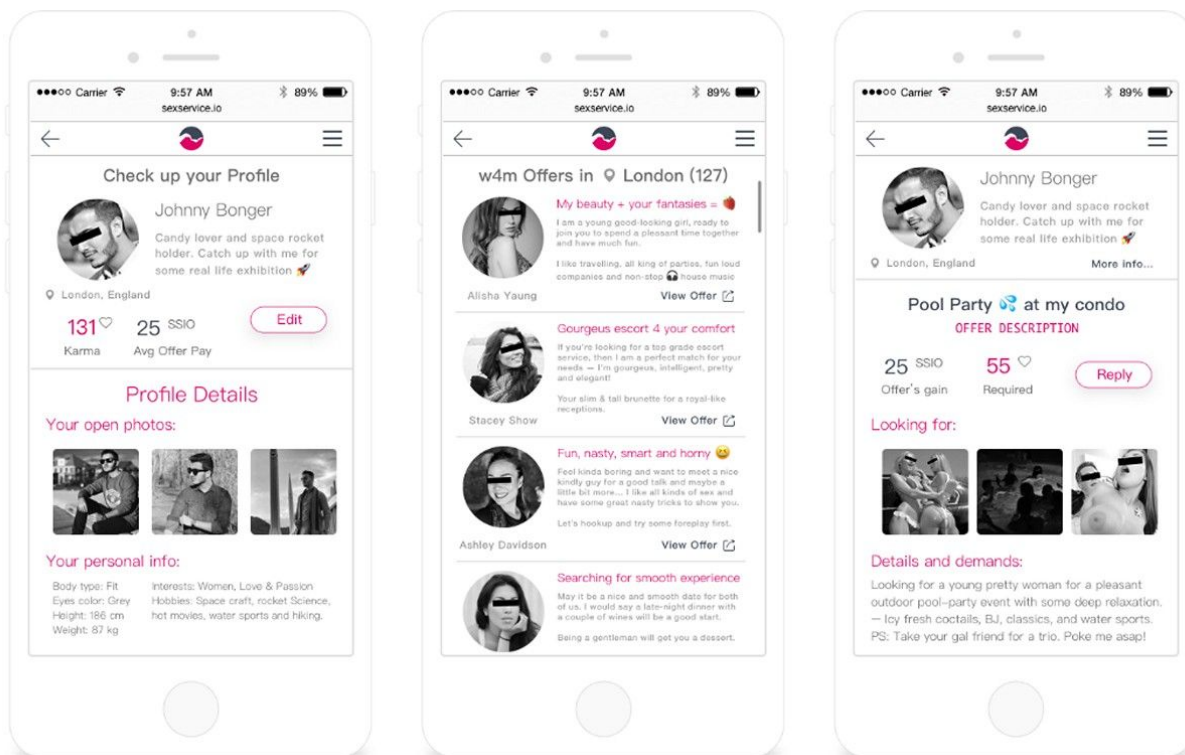 ●●●○○ Carrier 9:57 AM 89%
sexservice.io
Check up your Profile
Johnny Bonger
Candy lover and space rocket
holder. Catch up with me for
some real life exhibition 🚀
London, England
131♡ 25 SSIO
Karma Avg Offer Pay
Edit
Profile Details
Your open photos:
Your personal info:
Body type: Fit
Eyes color: Grey
Height: 186 cm
Weight: 87 kg
Interests: Women, Love & Passion
Hobbies: Space craft, rocket Science,
hot movies, water sports and hiking.
●●●○○ Carrier 9:57 AM 89%
sexservice.io
w4m Offers in London (127)
My beauty + your fantasies = 🍓
I am a young good-looking girl, ready to
join you to spend a pleasant time together
and have much fun.
I like travelling, all king of parties, fun loud
companies and non-stop 🎧 house music
Alisha Yaung
View Offer
Gourgeus escort 4 your comfort
If you're looking for a top grade escort
service, then I am a perfect match for your
needs — I'm gourgeus, intelligent, pretty
and elegant!
Your slim & tall brunette for a royal-like
receptions.
Stacey Show
View Offer
Fun, nasty, smart and horny 😀
Feel kinda boring and want to meet a nice
kindly guy for a good talk and maybe a
little bit more... I like all kinds of sex and
have some great nasty tricks to show you.
Let's hookup and try some foreplay first.
Ashley Davidson
View Offer
Searching for smooth experience
May it be a nice and smooth date for both
of us. I would say a late-night dinner with
a couple of wines will be a good start.
Being a gentleman will get you a dessert.
●●●○○ Carrier 9:57 AM 89%
sexservice.io
Johnny Bonger
Candy lover and space rocket
holder. Catch up with me for
some real life exhibition 🚀
London, England
More info...
Pool Party 💦 at my condo
OFFER DESCRIPTION
25 SSIO 55 ♡
Offer's gain Required
Reply
Looking for:
Details and demands:
Looking for a young pretty woman for a pleasant
outdoor pool-party event with some deep relaxation.
— Icy fresh coctails, BJ, classics, and water sports.
PS: Take your gal friend for a trio. Poke me asap!